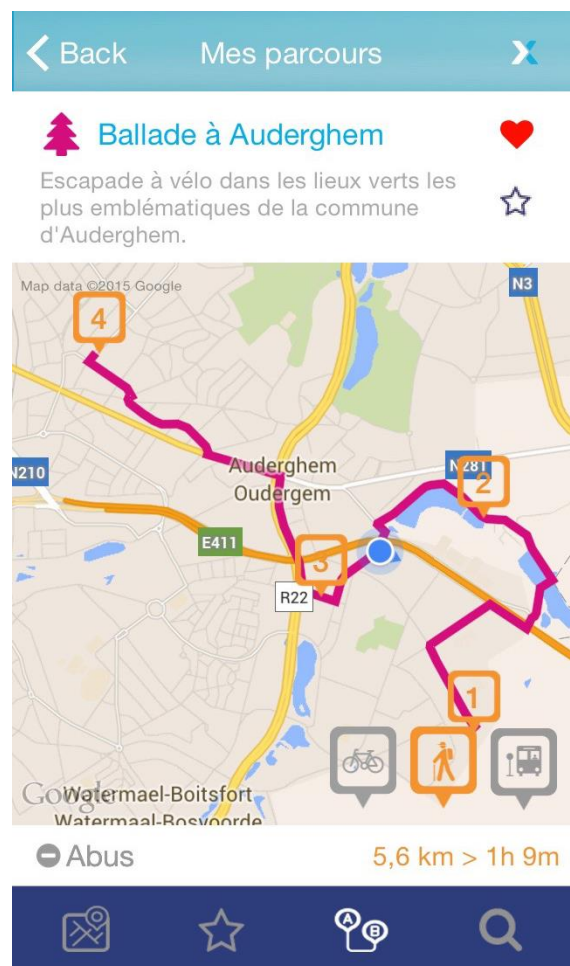 Back Mes parcours
Ballade à Auderghem
Escapade à vélo dans les lieux verts les
plus emblématiques de la commune
d'Auderghem.
Map data ©2015 Google
N3
4
Auderghem
Oudergem
N210
N281
2
E411
3
R22
1
Google
Watermael-Boitsfort
Watermaal-Bosvoorde
Abus 5,6 km > 1h 9m
A B